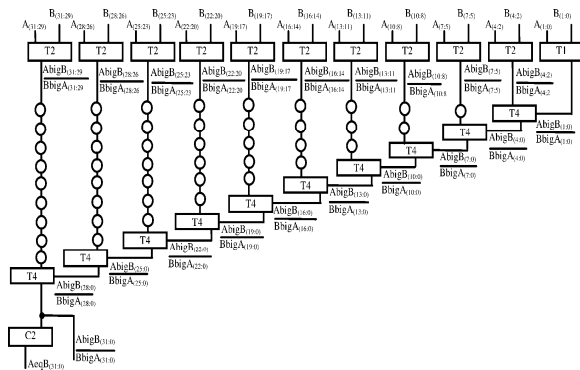 B(31:29) B(28:26) B(25:23) B(22:20) B(19:17) B(16:14) B(13:11) B(10:8) B(7:5) B(4:2) B(1:0)
A(31:29) A(28:26) A(25:23) A(22:20) A(19:17) A(16:14) A(13:11) A(10:8) A(7:5) A(4:2) A(1:0)
T2 T2 T2 T2 T2 T2 T2 T2 T2 T2 T1
AbigB(31:29 AbigB(28:26 AbigB(25:23 AbigB(22:20 AbigB(19:17 AbigB(16:14 AbigB(13:11 AbigB(10:8) AbigB(7:5) AbigB(4:2)
BbigA(31:29 BbigA(28:26 BbigA(25:23 BbigA(22:20 BbigA(19:17 BbigA(16:14 BbigA(13:11 BbigA(10:8 BbigA(7:5) BbigA(4:2
AbigB(1:0)
BbigA(1:0)
T4
AbigB(4:0)
BbigA(4:0)
T4
AbigB(7:0)
BbigA(7:0)
T4
AbigB(10:0)
BbigA(10:0)
T4
AbigB(13:0)
BbigA(13:0)
T4
AbigB(16:0)
BbigA(16:0)
T4
AbigB(19:0)
BbigA(19:0)
T4
AbigB(22:0)
BbigA(22:0)
T4
AbigB(25:0)
BbigA(25:0)
T4
AbigB(28:0)
BbigA(28:0)
T4
C2
AbigB(31:0)
BbigA(31:0)
AeqB(31:0)